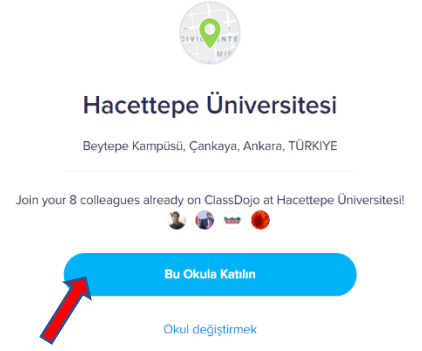 Hacettepe Üniversitesi
Beytepe Kampüsü, Çankaya, Ankara, TÜRKIYE
Join your 8 colleagues already on ClassDojo at Hacettepe Üniversitesi!
Bu Okula Katılın
Okul değiştirmek